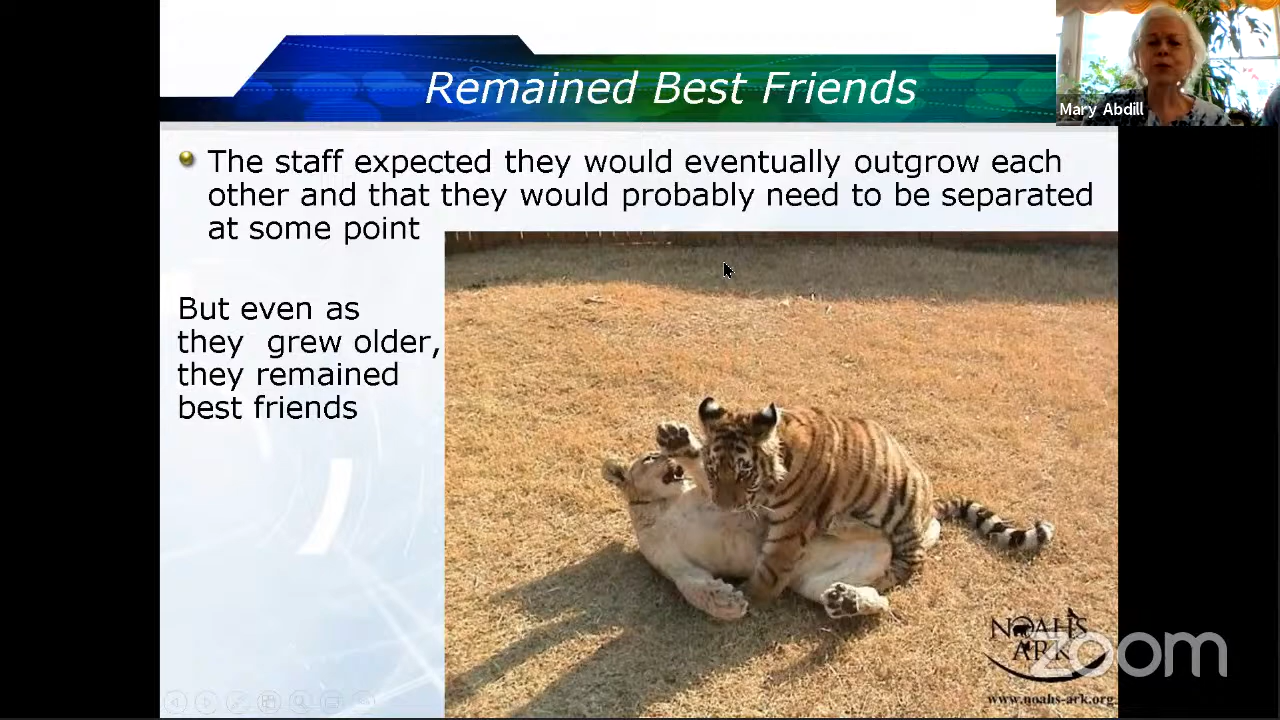 Remained Best Friends
Mary Abdill
The staff expected they would eventually outgrow each
other and that they would probably need to be separated
at some point
But even as
they grew older,
they remained
best friends
NOAHS
ARK
zoom
www.noahs-ark.org